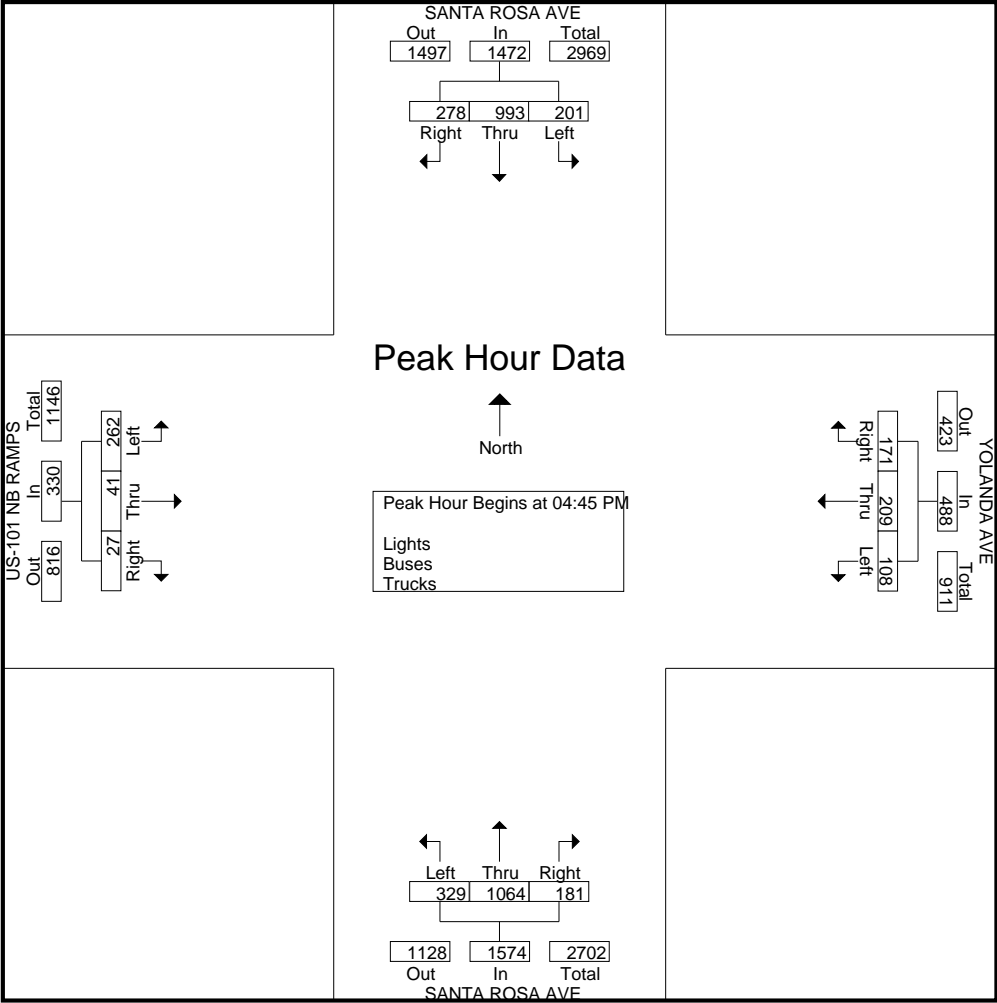 SANTA ROSA AVE
Out In Total
1497 1472 2969
278 993 201
Right Thru Left
Peak Hour Data
North
Peak Hour Begins at 04:45 PM
Lights
Buses
Trucks
US-101 NB RAMPS
Out In Total
816 330 1146
27 41 262
Right Thru Left
YOLANDA AVE
Out In Total
423 488 911
171 209 108
Right Thru Left
Left Thru Right
329 1064 181
1128 1574 2702
Out In Total
SANTA ROSA AVE